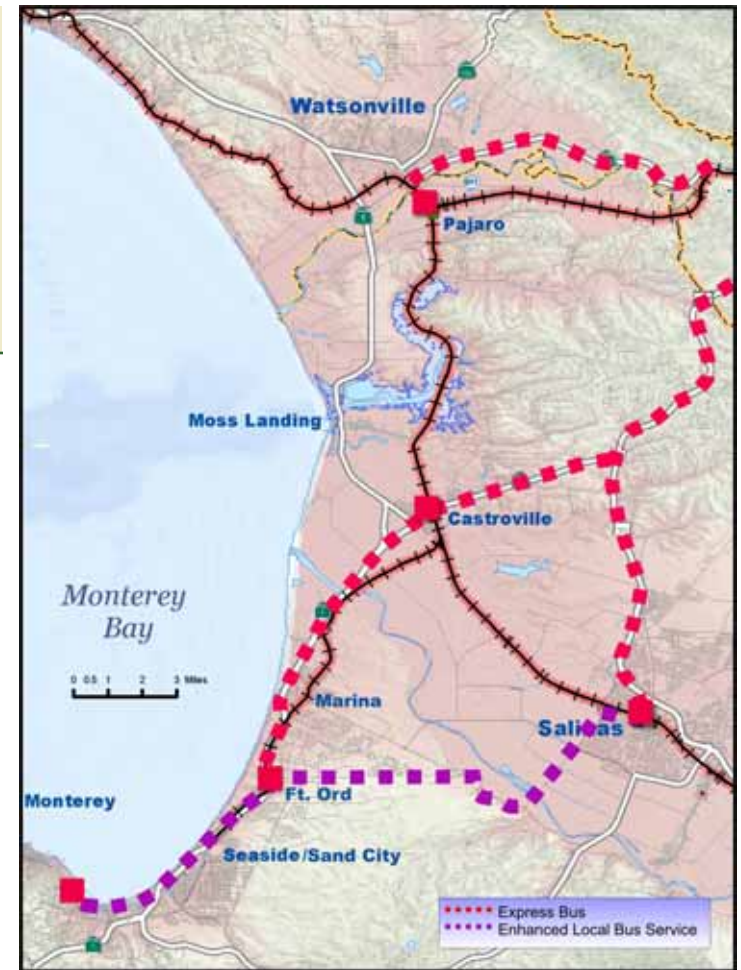 Watsonville
Pajaro
Moss Landing
Castroville
Monterey
Bay
0 0.5 1 2 3 Miles
Marina
Salinas
Monterey
Ft. Ord
Seaside/Sand City
Express Bus
Enhanced Local Bus Service